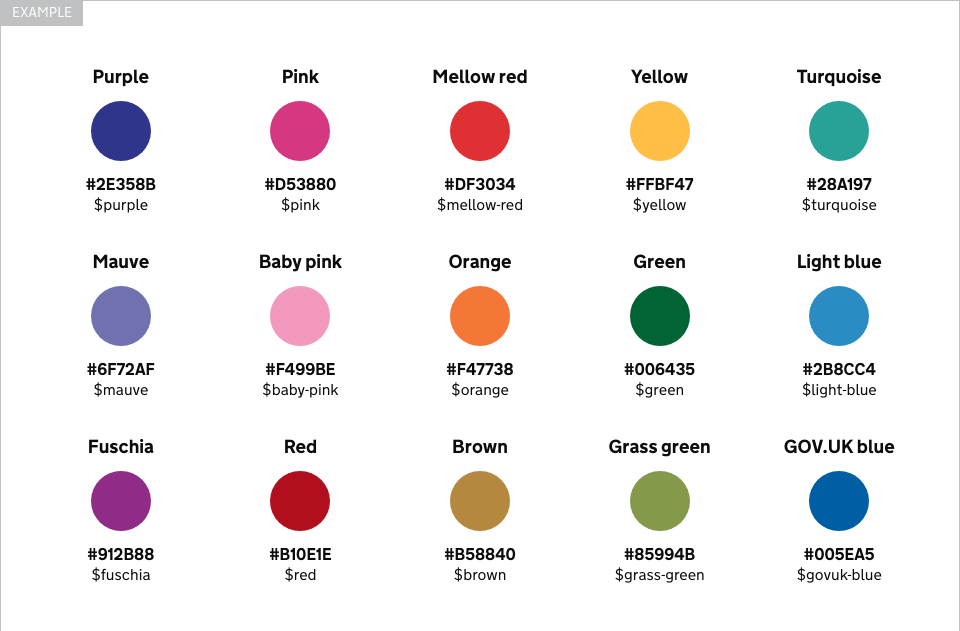 EXAMPLE
Purple Pink Mellow red Yellow Turquoise
#2E358B #D53880 #DF3034 #FFBF47 #28A197
$purple $pink $mellow-red $yellow $turquoise
Mauve Baby pink Orange Green Light blue
#6F72AF #F499BE #F47738 #006435 #2B8CC4
$mauve $baby-pink $orange $green $light-blue
Fuschia Red Brown Grass green GOV.UK blue
#912B88 #B10E1E #B58840 #85994B #005EA5
$fuschia $red $brown $grass-green $govuk-blue